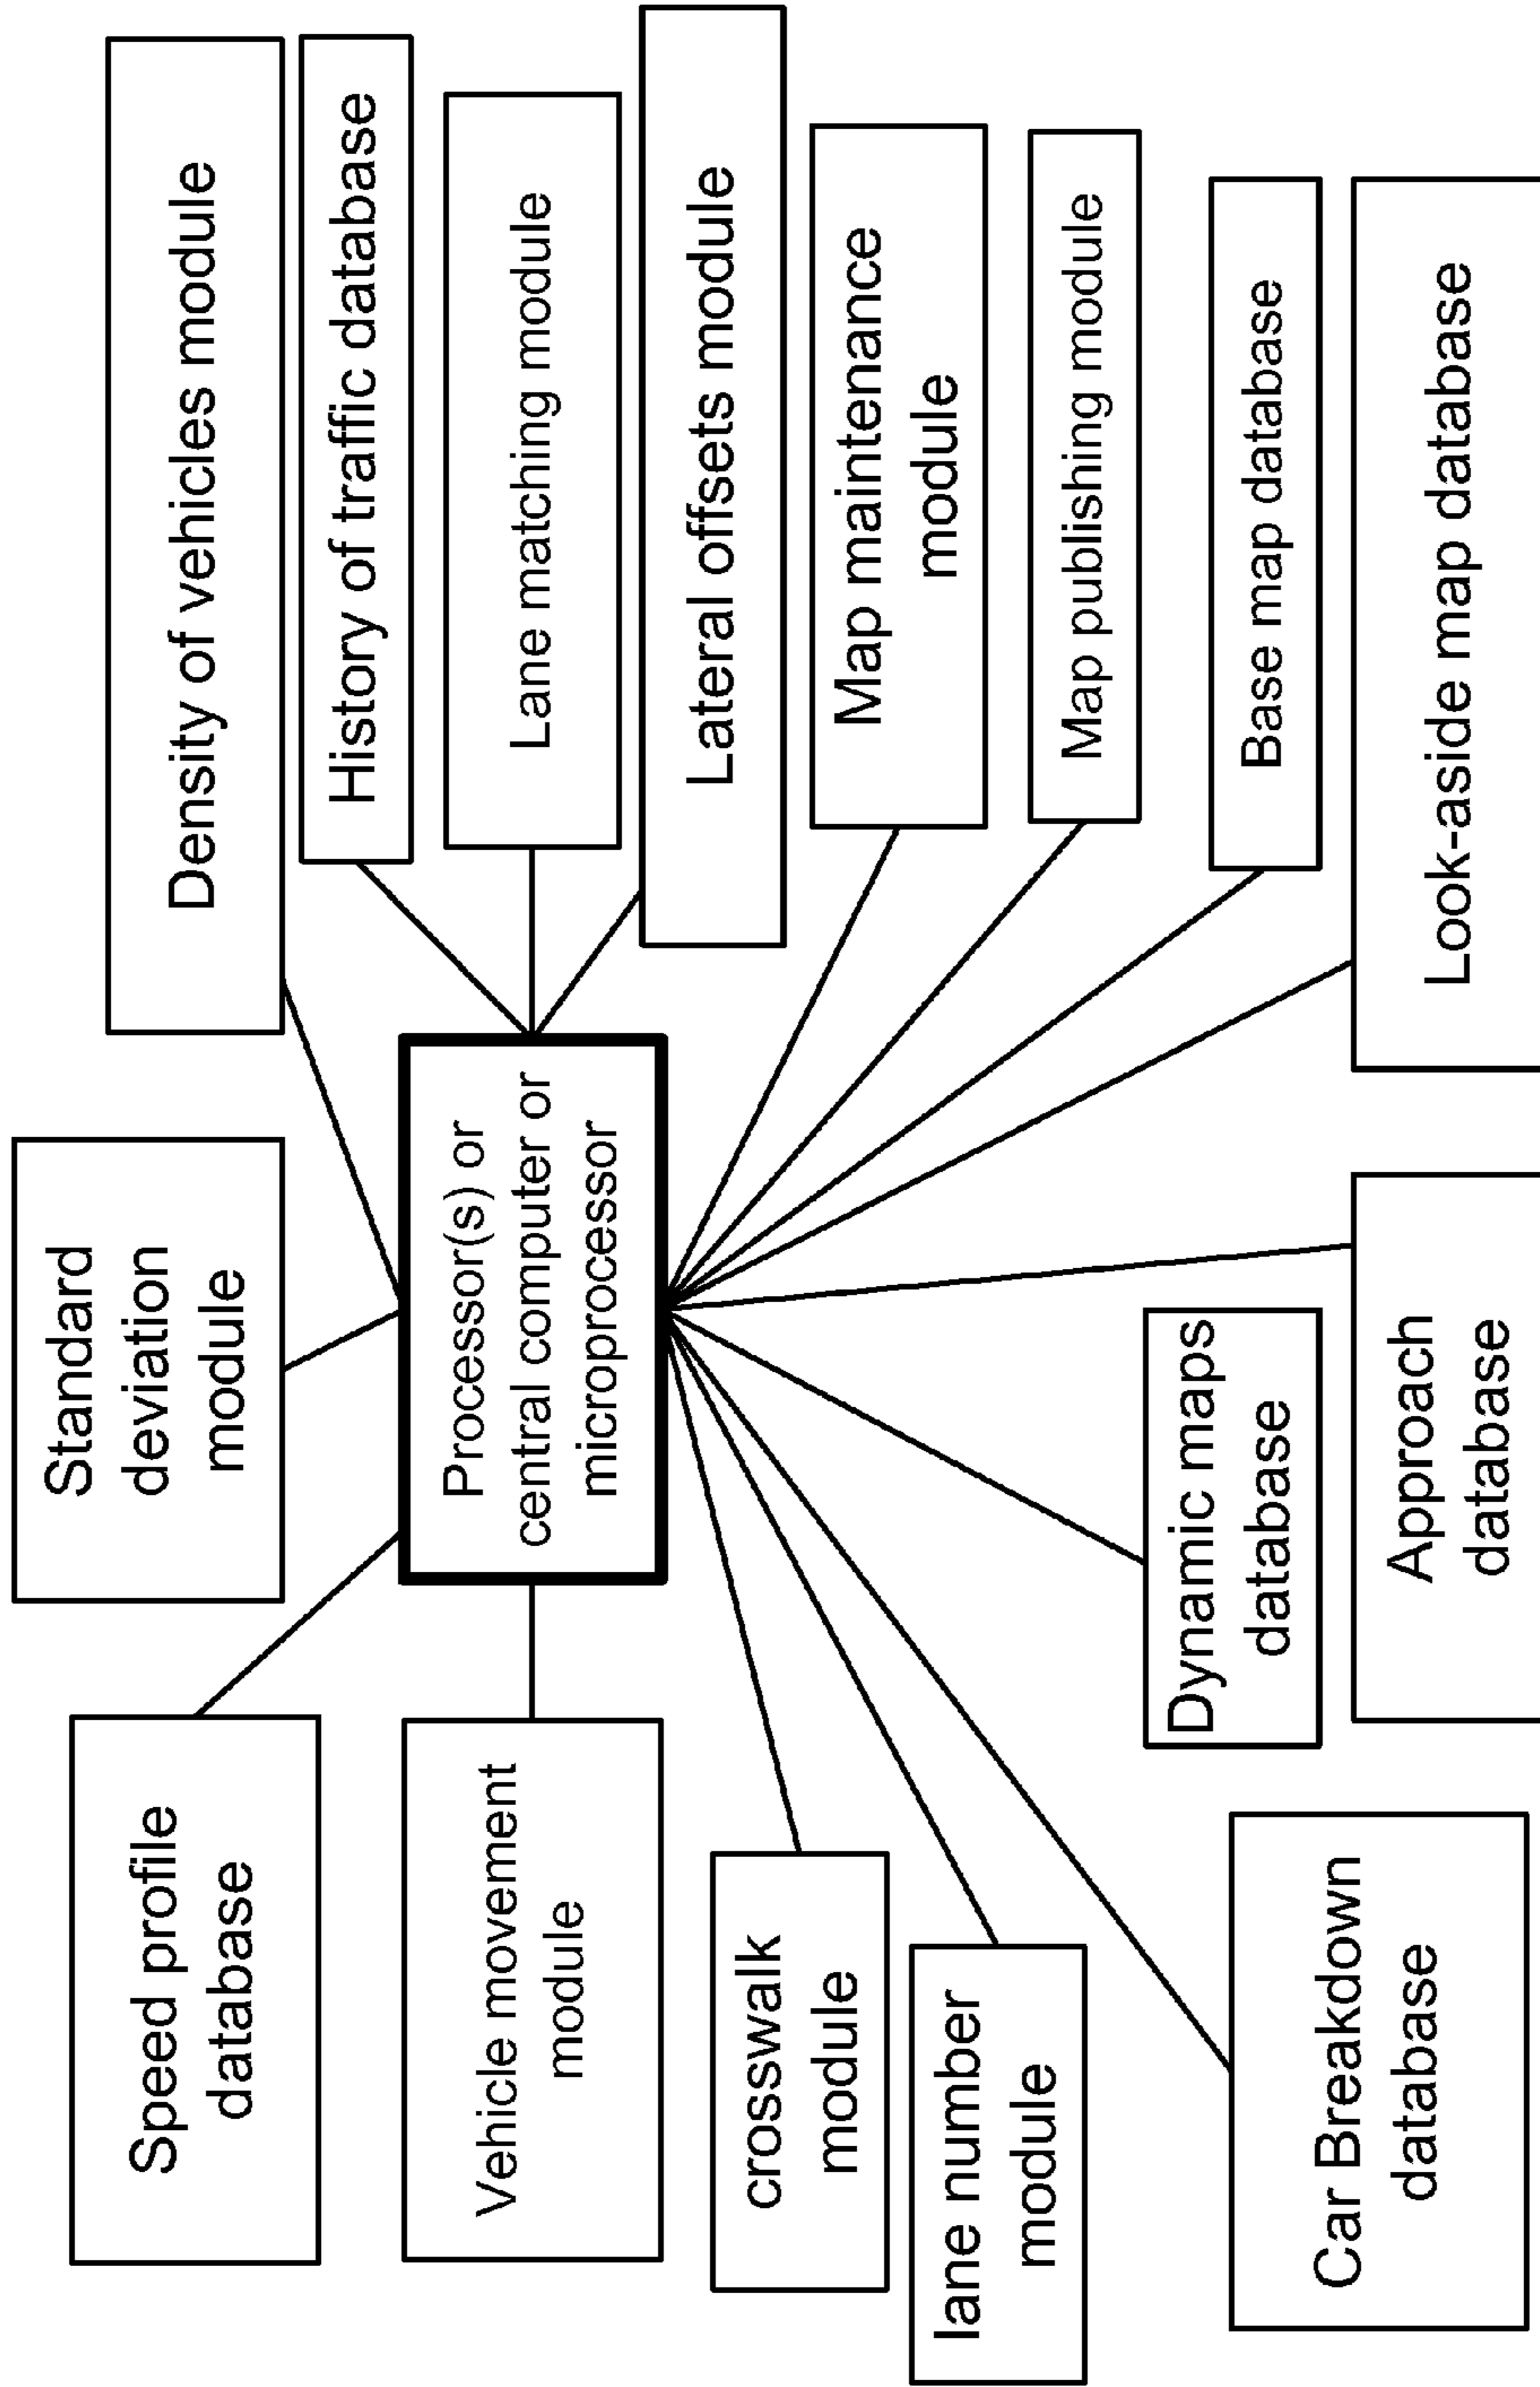 Speed profile
database
Standard
deviation
module
Density of vehicles module
History of traffic database
Vehicle movement
module
Processor(s) or
central computer or
microprocessor
Lane matching module
Lateral offsets module
crosswalk
module
Map maintenance
module
lane number
module
Map publishing module
Dynamic maps
database
Base map database
Car Breakdown
database
Approach
database
Look-aside map database